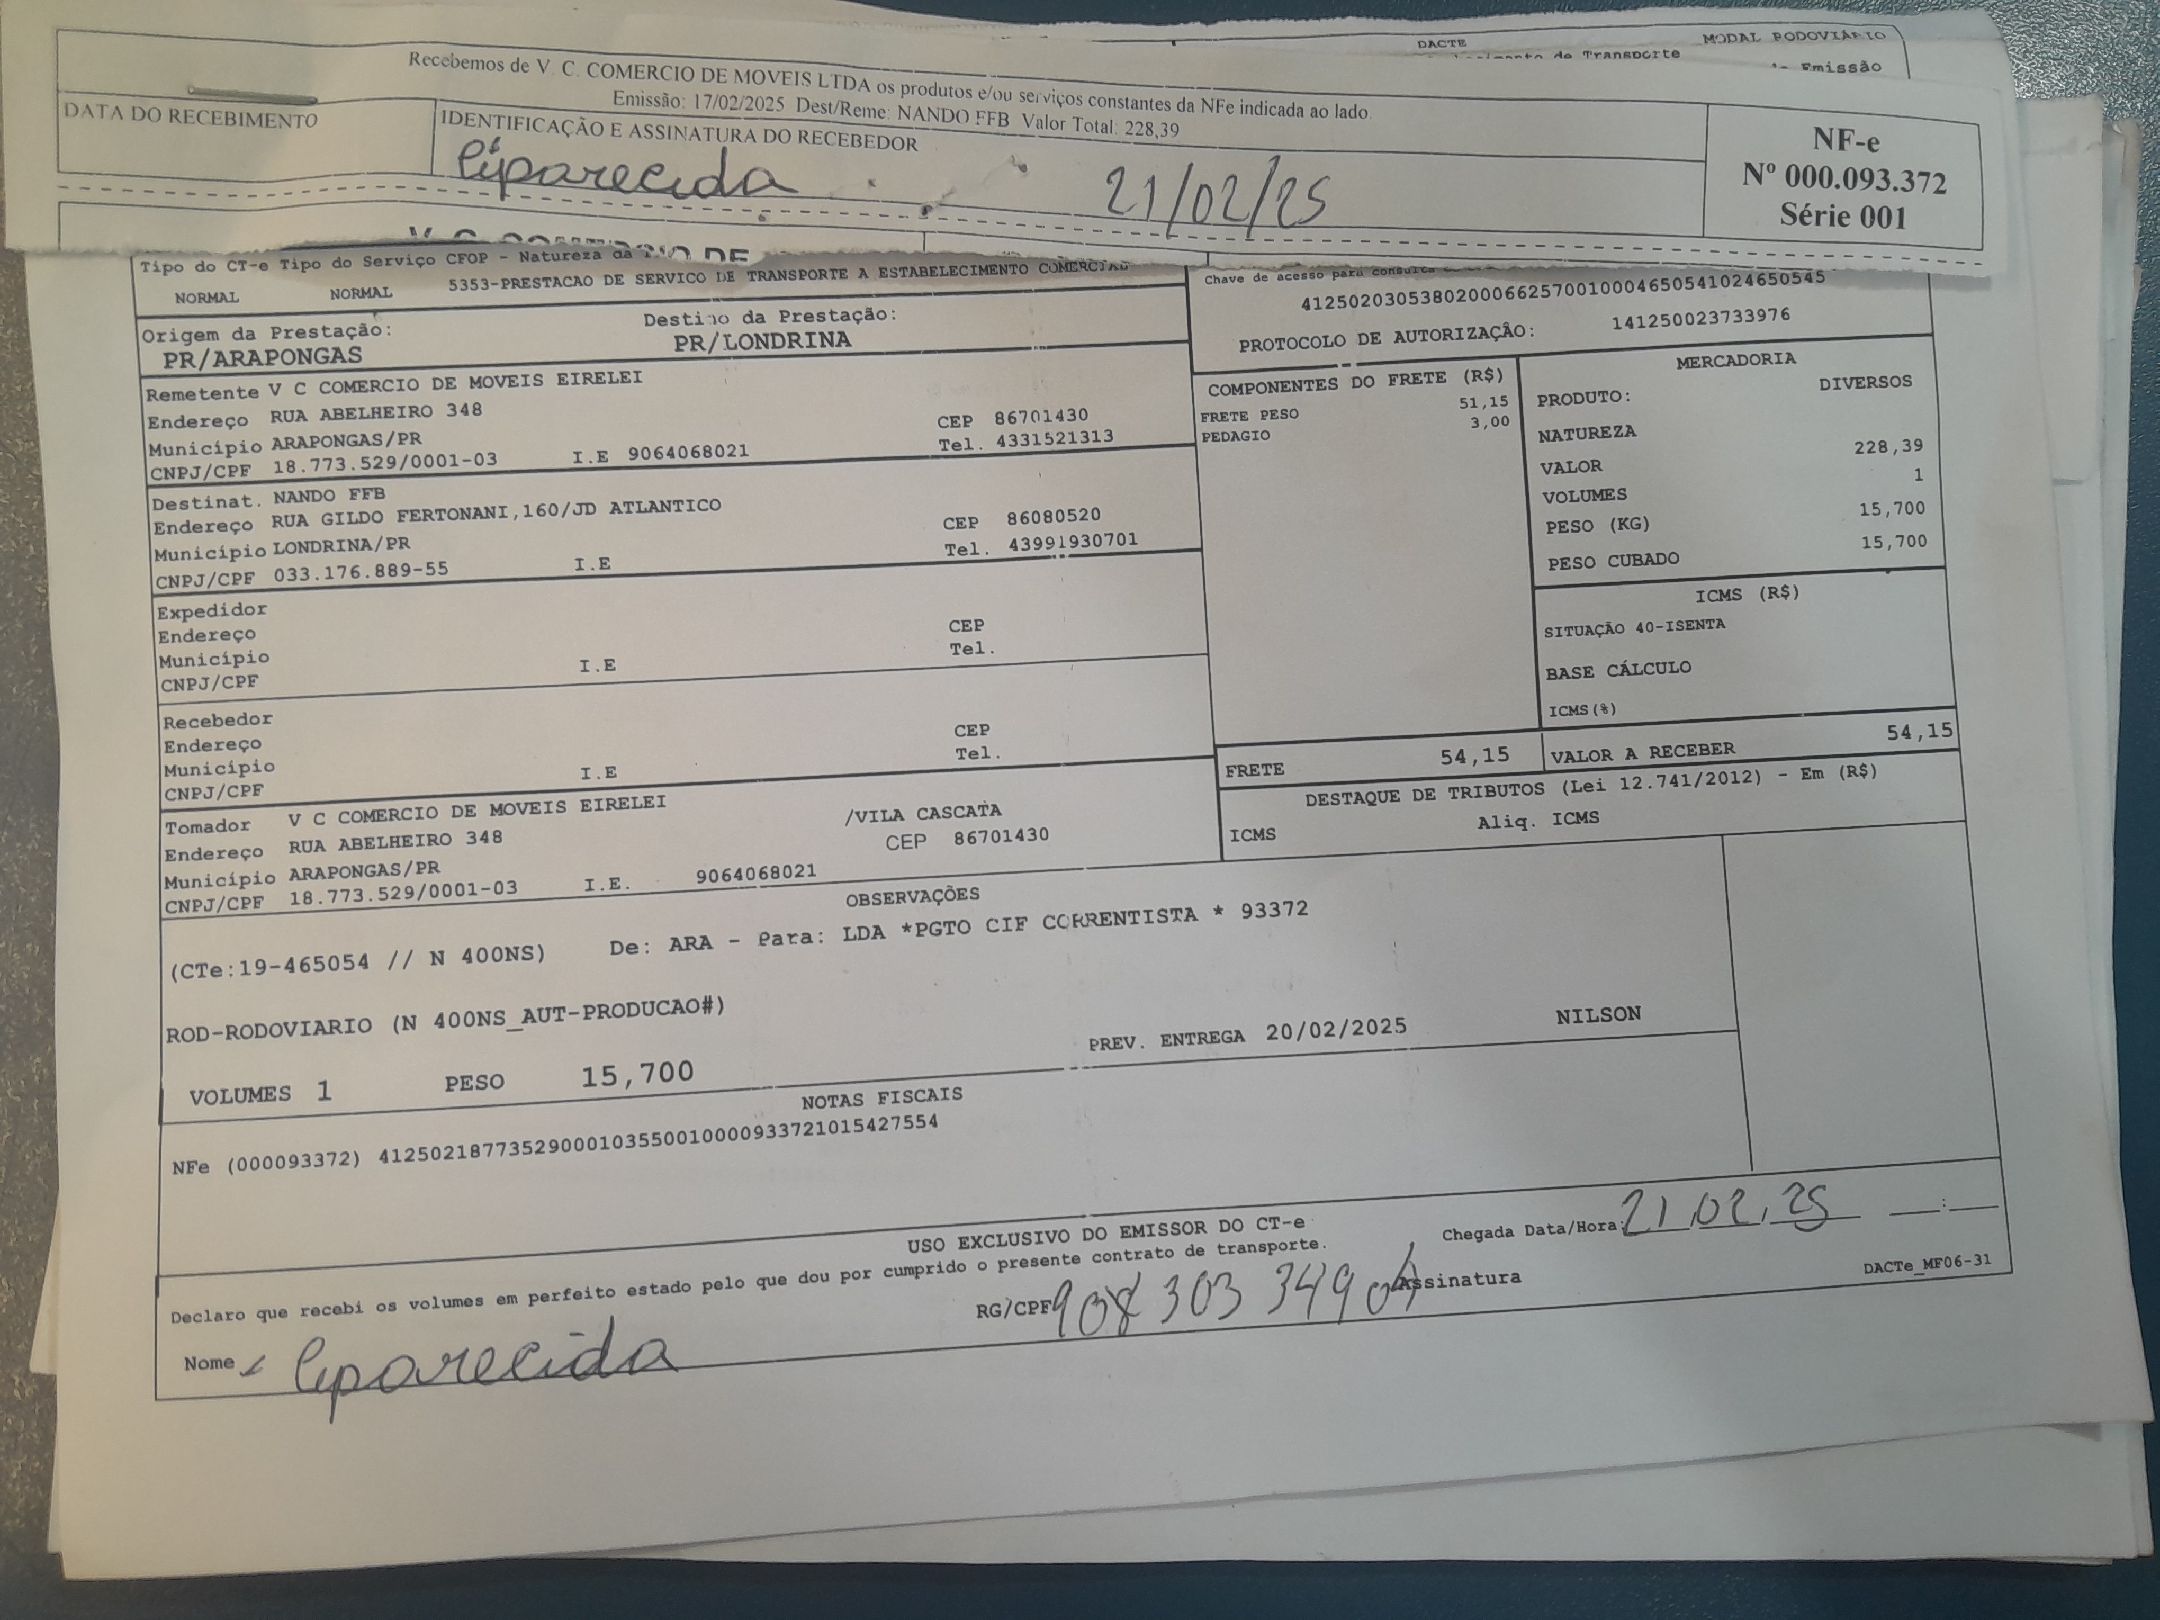 DACTE
MODAL RODOVIÁRIO
de Transporte
Emissão
Recebemos de V. C. COMERCIO DE MOVEIS LTDA os produtos e/ou serviços constantes da NFe indicada ao lado.
Emissão: 17/02/2025 Dest/Reme: NANDO FFB Valor Total: 228,39
DATA DO RECEBIMENTO
IDENTIFICAÇÃO E ASSINATURA DO RECEBEDOR
Aparecida 21/02/25
NF-e
Nº 000.093.372
Série 001
V. C. COMERCIO DE
Tipo do CT-e Tipo do Serviço CFOP - Natureza da
NORMAL NORMAL 5353-PRESTACAO DE SERVICO DE TRANSPORTE A ESTABELECIMENTO COMERCIAL
Chave de acesso para consulta
41250203053802000662570010004650541024650545
PROTOCOLO DE AUTORIZAÇÃO: 141250023733976
Origem da Prestação: Destino da Prestação:
PR/ARAPONGAS PR/LONDRINA
Remetente V C COMERCIO DE MOVEIS EIRELEI
Endereço RUA ABELHEIRO 348 CEP 86701430
Município ARAPONGAS/PR Tel. 4331521313
CNPJ/CPF 18.773.529/0001-03 I.E 9064068021
Destinat. NANDO FFB
Endereço RUA GILDO FERTONANI,160/JD ATLANTICO CEP 86080520
Município LONDRINA/PR Tel. 43991930701
CNPJ/CPF 033.176.889-55 I.E
Expedidor
Endereço CEP
Município Tel.
CNPJ/CPF I.E
Recebedor
Endereço CEP
Município Tel.
CNPJ/CPF I.E
Tomador V C COMERCIO DE MOVEIS EIRELEI /VILA CASCATA
Endereço RUA ABELHEIRO 348 CEP 86701430
Município ARAPONGAS/PR
CNPJ/CPF 18.773.529/0001-03 I.E. 9064068021
COMPONENTES DO FRETE (R$)
FRETE PESO 51,15
PEDAGIO 3,00
MERCADORIA
PRODUTO: DIVERSOS
NATUREZA
VALOR 228,39
VOLUMES 1
PESO (KG) 15,700
PESO CUBADO 15,700
ICMS (R$)
SITUAÇÃO 40-ISENTA
BASE CÁLCULO
ICMS(%)
FRETE 54,15 VALOR A RECEBER 54,15
DESTAQUE DE TRIBUTOS (Lei 12.741/2012) - Em (R$)
ICMS Aliq. ICMS
OBSERVAÇÕES
(CTe:19-465054 // N 400NS) De: ARA - Para: LDA *PGTO CIF CORRENTISTA * 93372
ROD-RODOVIARIO (N 400NS_AUT-PRODUCAO#)
PREV. ENTREGA 20/02/2025 NILSON
VOLUMES 1 PESO 15,700
NOTAS FISCAIS
NFe (000093372) 41250218773529000103550010000933721015427554
USO EXCLUSIVO DO EMISSOR DO CT-e
Declaro que recebi os volumes em perfeito estado pelo que dou por cumprido o presente contrato de transporte.
Chegada Data/Hora: 21 02 25 :
Nome Aparecida RG/CPF 908 303 349 04 Assinatura
DACTe_MF06-31